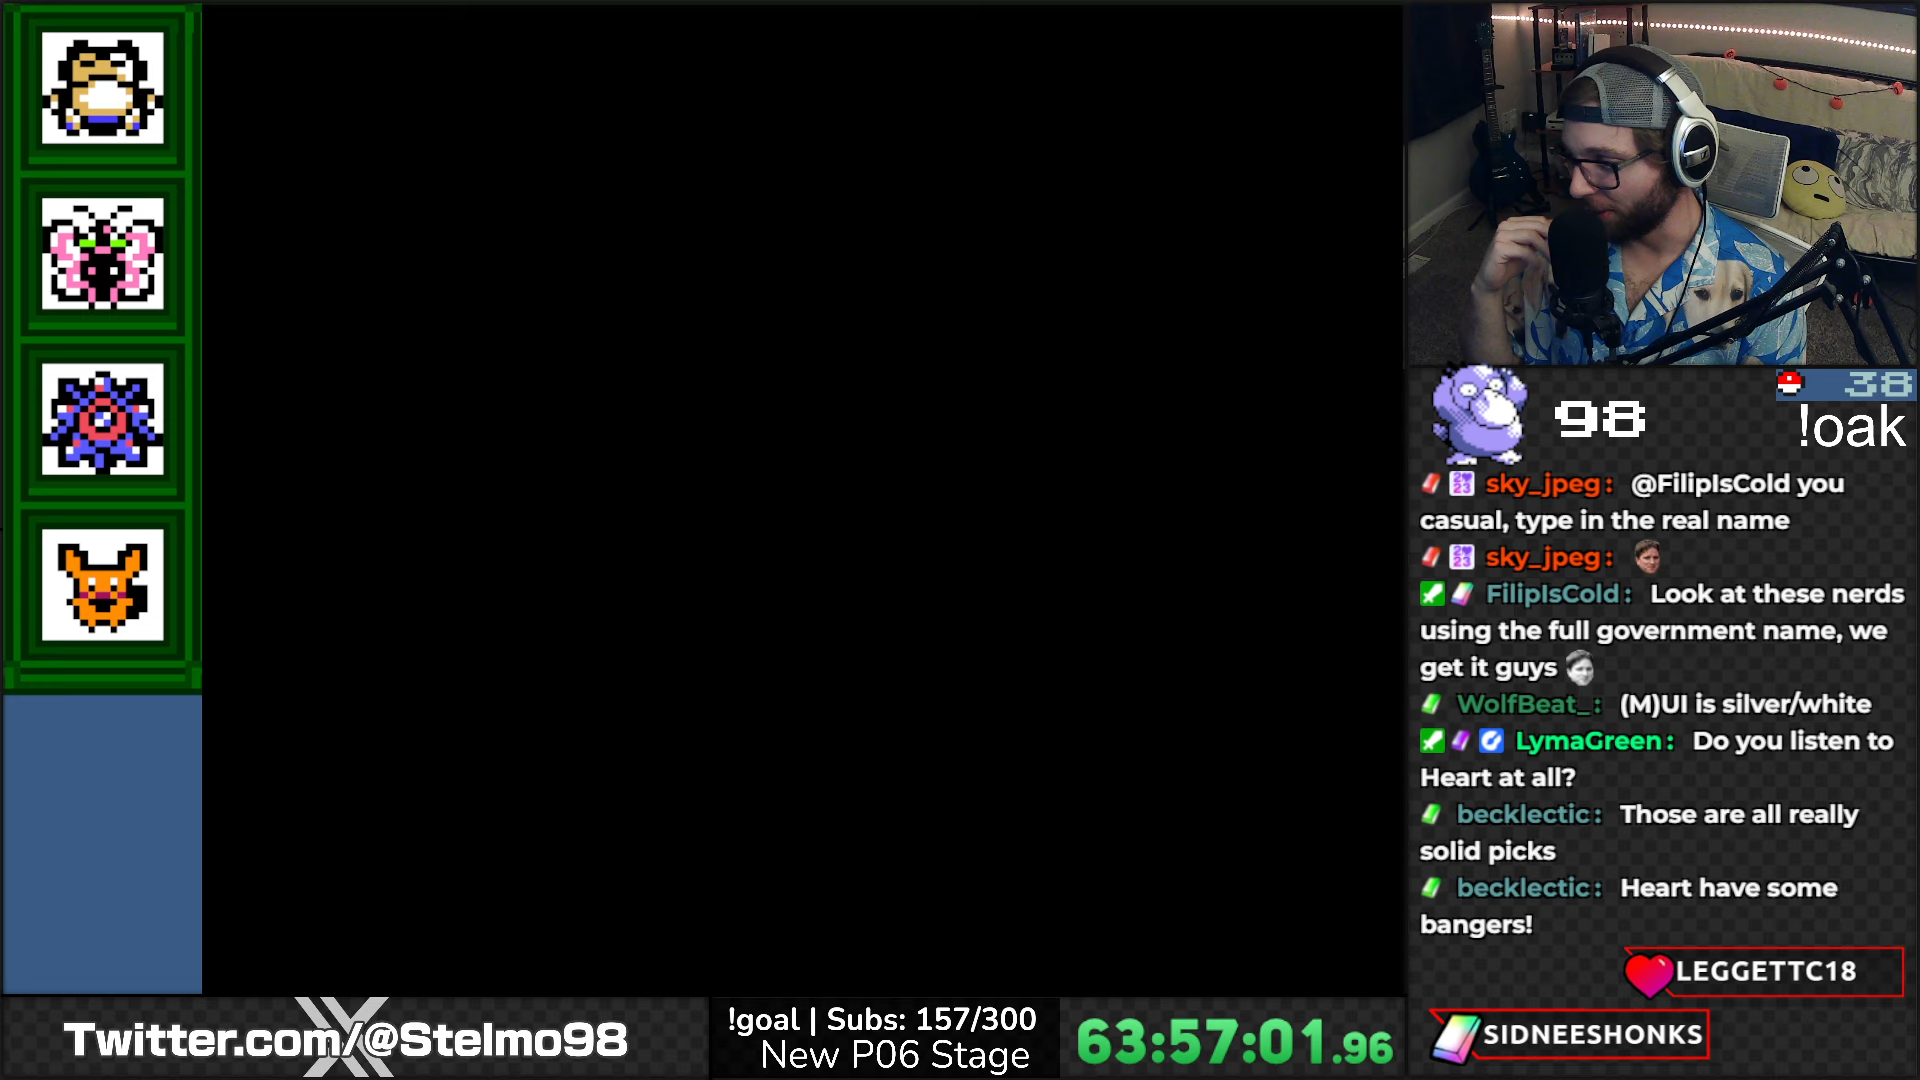 38
98
!oak
sky_jpeg: @FilipIsCold you
casual, type in the real name
sky_jpeg:
FilipIsCold: Look at these nerds
using the full government name, we
get it guys
WolfBeat_: (M)UI is silver/white
LymaGreen: Do you listen to
Heart at all?
becklectic: Those are all really
solid picks
becklectic: Heart have some
bangers!
LEGGETTC18
SIDNEESHONKS
Twitter.com/@Stelmo98
!goal | Subs: 157/300
New P06 Stage
63:57:01.96